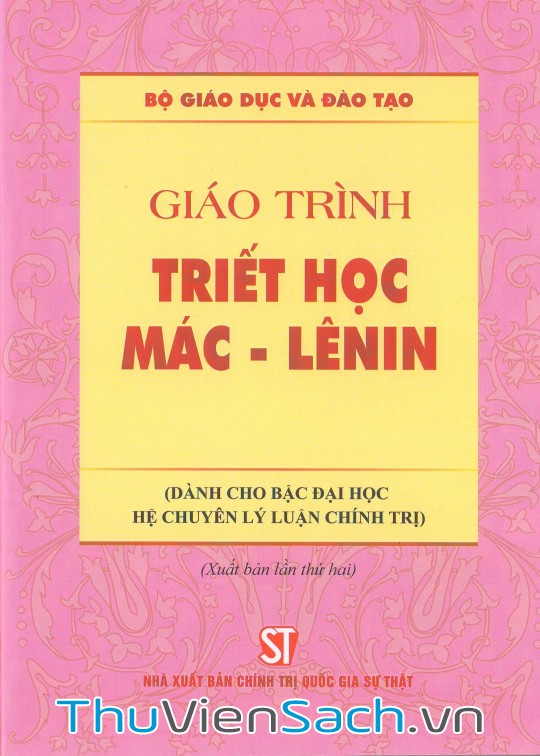 BỘ GIÁO DỤC VÀ ĐÀO TẠO
GIÁO TRÌNH
TRIẾT HỌC
MÁC - LÊNIN
(DÀNH CHO BẬC ĐẠI HỌC
HỆ CHUYÊN LÝ LUẬN CHÍNH TRỊ)
(Xuất bản lần thứ hai)
ST
NHÀ XUẤT BẢN CHÍNH TRỊ QUỐC GIA SỰ THẬT
ThuVienSach.vn